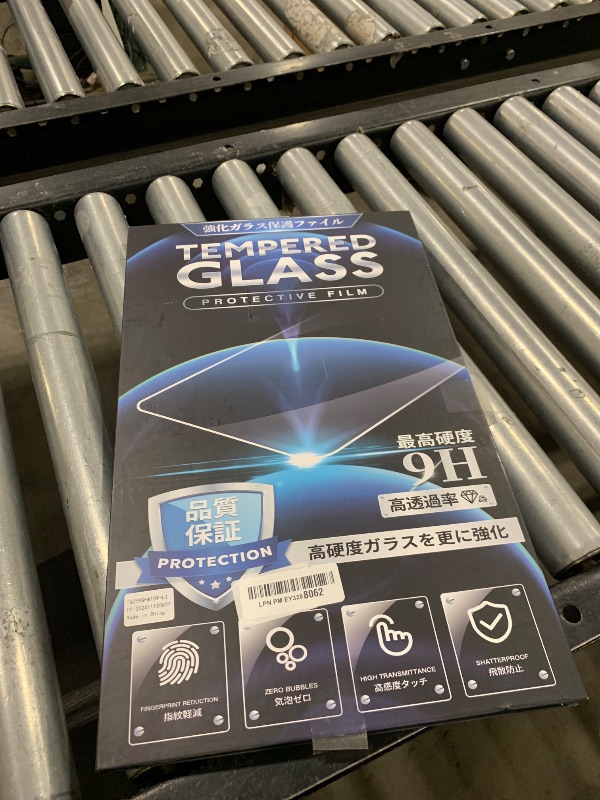 強化ガラス保護ファイル
TEMPERED
GLASS
PROTECTIVE FILM
最高硬度
9H
高透過率
品質
保証
PROTECTION
高硬度ガラスを更に強化
LPN PM EY328 8062
Made in China
FINGERPRINT REDUCTION
指紋軽減
ZERO BUBBLES
気泡ゼロ
HIGH TRANSMITTANCE
高感度タッチ
SHATTERPROOF
飛散防止